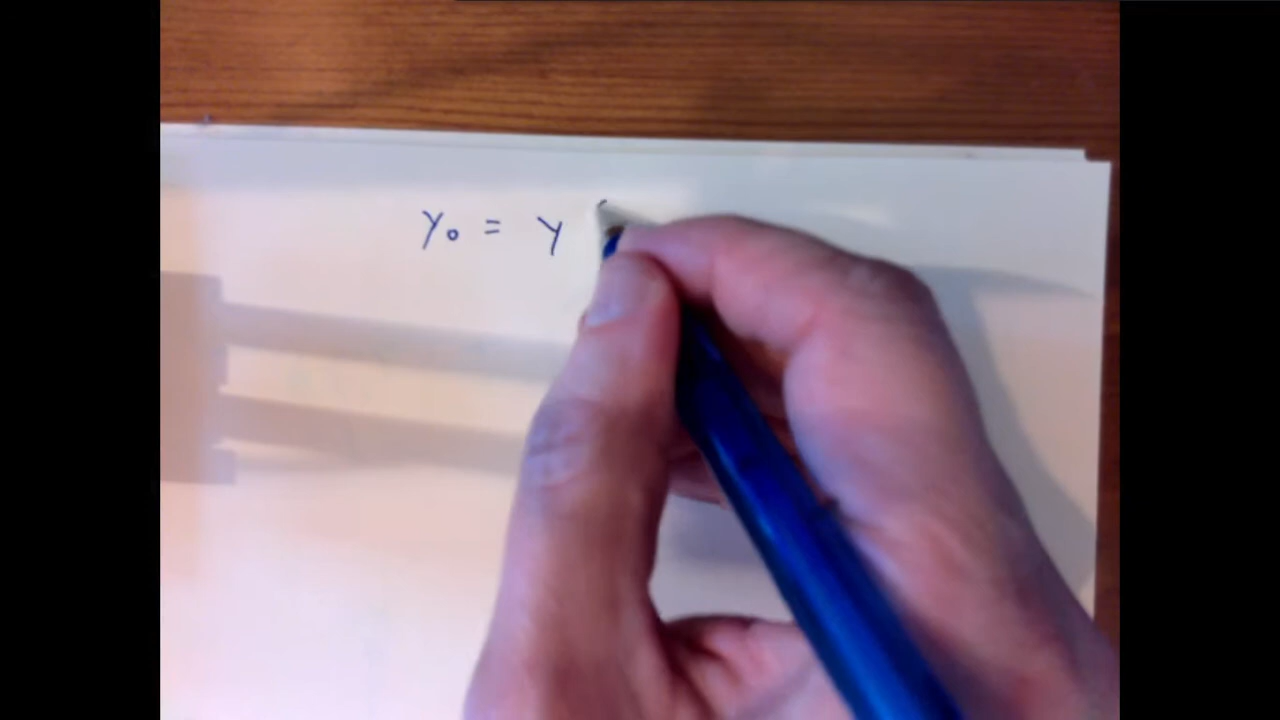 y₀ = y